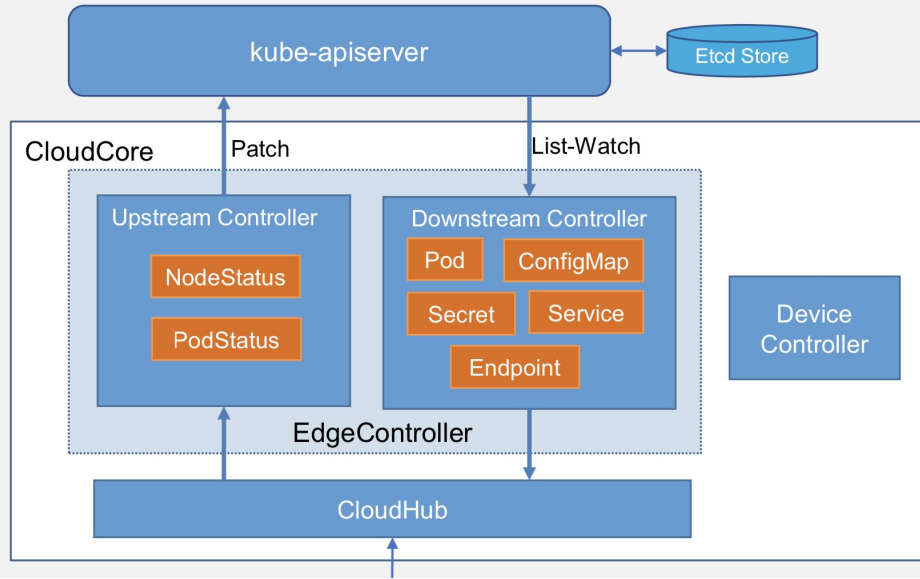 kube-apiserver
Etcd Store
CloudCore
Patch
List-Watch
Upstream Controller
NodeStatus
PodStatus
Downstream Controller
Pod
ConfigMap
Secret
Service
Endpoint
EdgeController
Device
Controller
CloudHub